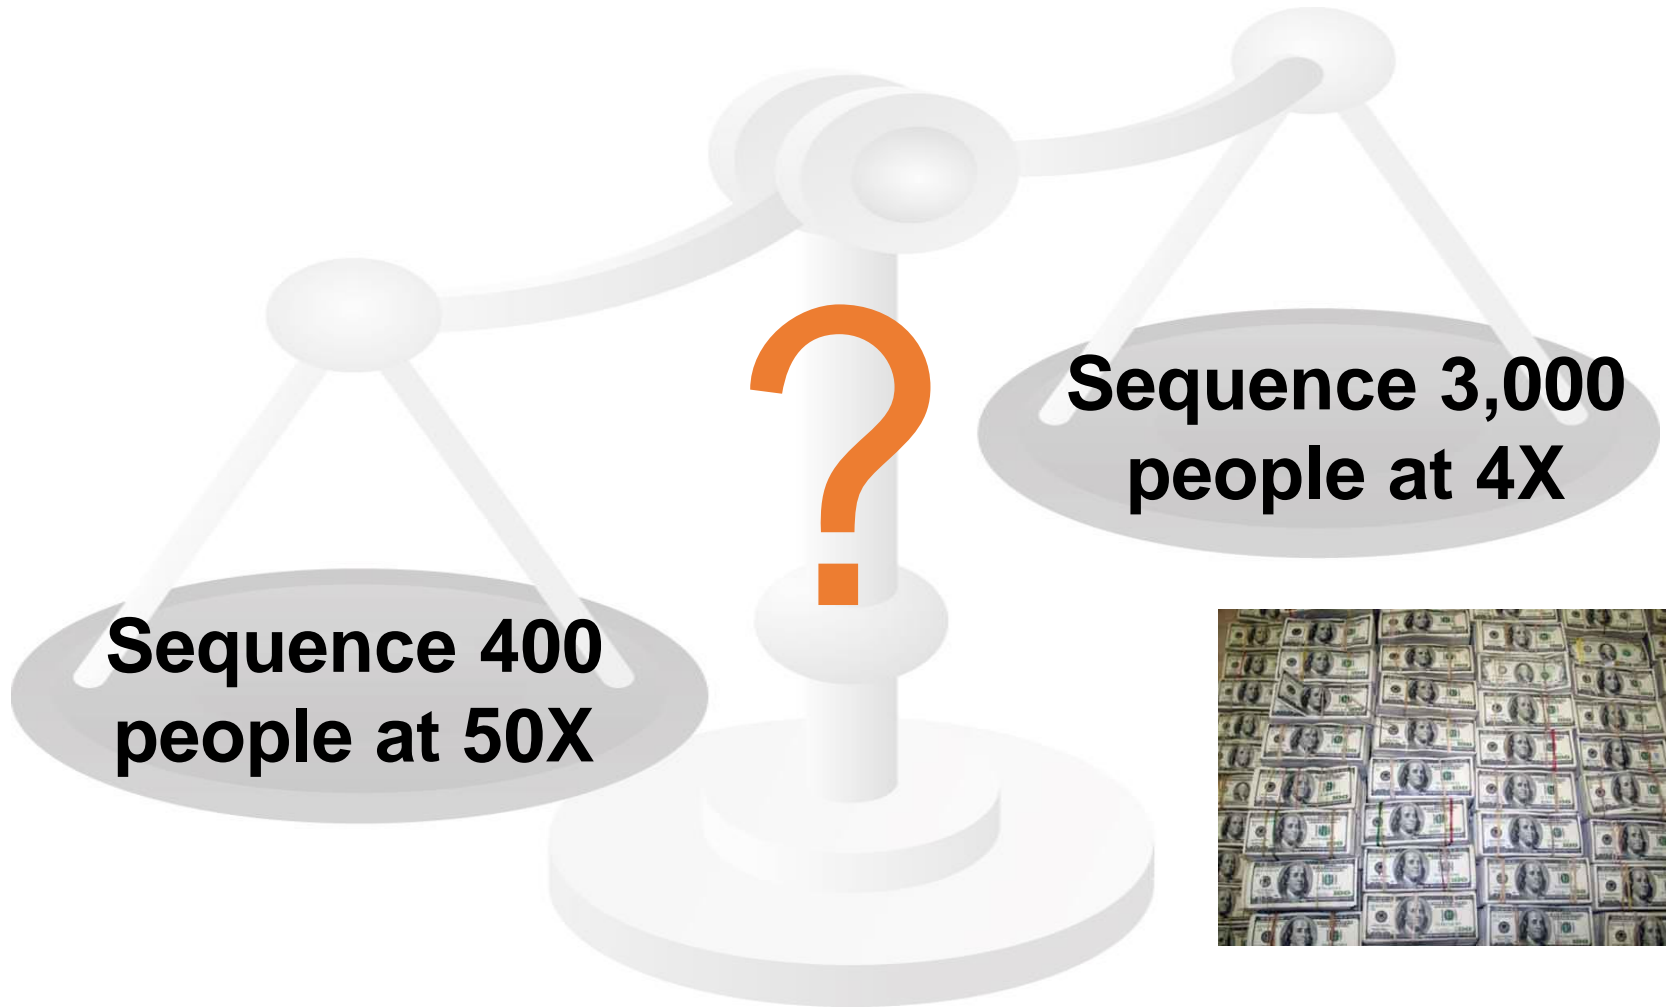 Sequence 400
people at 50X
?
Sequence 3,000
people at 4X